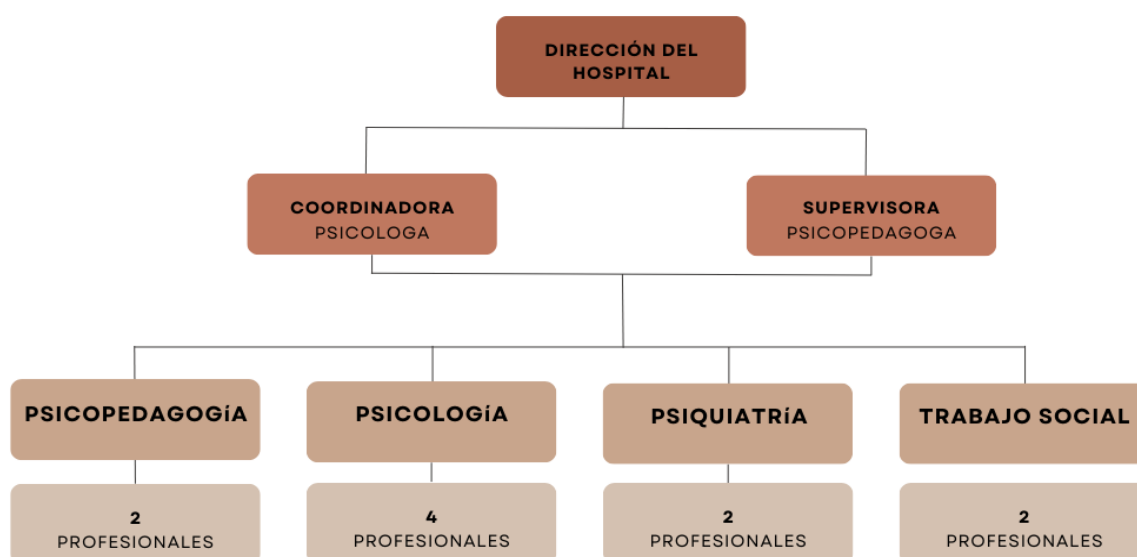 DIRECCIÓN DEL
HOSPITAL
COORDINADORA
PSICOLOGA
SUPERVISORA
PSICOPEDAGOGA
PSICOPEDAGOGíA
PSICOLOGíA
PSIQUIATRíA
TRABAJO SOCIAL
2
PROFESIONALES
4
PROFESIONALES
2
PROFESIONALES
2
PROFESIONALES